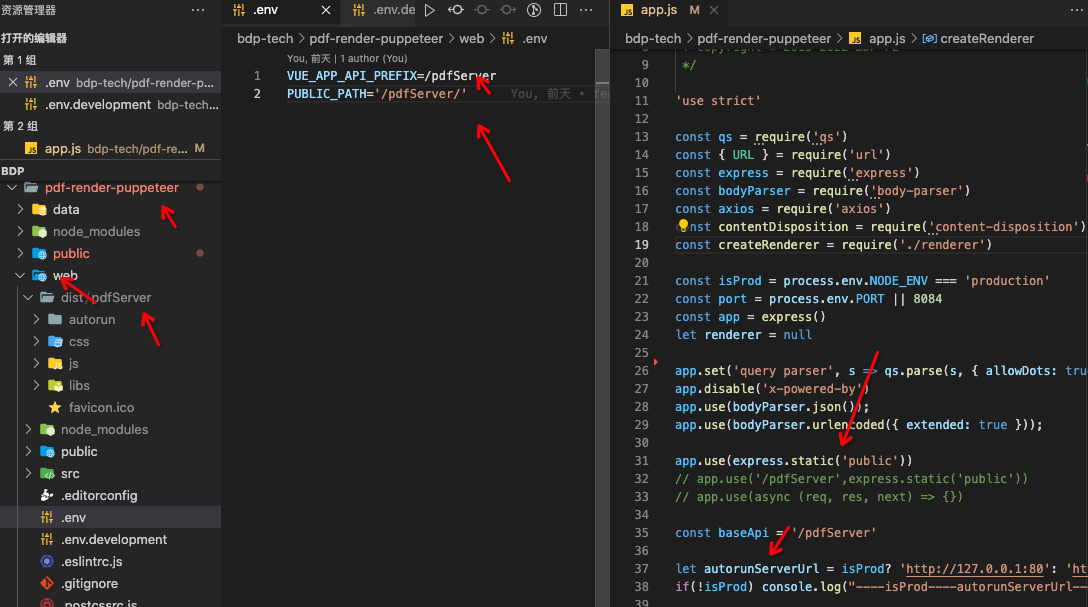 资源管理器
打开的编辑器
第 1 组
.env bdp-tech/pdf-render-p...
.env.development bdp-tech...
第 2 组
app.js bdp-tech/pdf-re... M
BDP
pdf-render-puppeteer
data
node_modules
public
web
dist/pdfServer
autorun
css
js
libs
favicon.ico
node_modules
public
src
.editorconfig
.env
.env.development
.eslintrc.js
.gitignore
.postcssrc.js
.env
.env.de
bdp-tech > pdf-render-puppeteer > web > .env
You, 前天 | 1 author (You)
1 VUE_APP_API_PREFIX=/pdfServer
2 PUBLIC_PATH='/pdfServer/' You, 前天 • fea
app.js M
bdp-tech > pdf-render-puppeteer > app.js > createRenderer
9 */
10
11 'use strict'
12
13 const qs = require('qs')
14 const { URL } = require('url')
15 const express = require('express')
16 const bodyParser = require('body-parser')
17 const axios = require('axios')
18 const contentDisposition = require('content-disposition')
19 const createRenderer = require('./renderer')
20
21 const isProd = process.env.NODE_ENV === 'production'
22 const port = process.env.PORT || 8084
23 const app = express()
24 let renderer = null
25
26 app.set('query parser', s => qs.parse(s, { allowDots: tru
27 app.disable('x-powered-by')
28 app.use(bodyParser.json());
29 app.use(bodyParser.urlencoded({ extended: true }));
30
31 app.use(express.static('public'))
32 // app.use('/pdfServer',express.static('public'))
33 // app.use(async (req, res, next) => {})
34
35 const baseApi = '/pdfServer'
36
37 let autorunServerUrl = isProd? 'http://127.0.0.1:80': 'ht
38 if(!isProd) console.log("----isProd----autorunServerUrl--
39